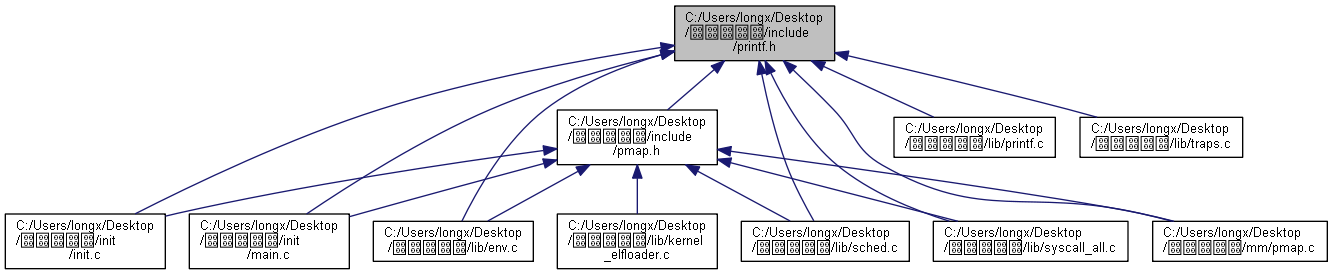 C:/Users/longx/Desktop
/ /include
/printf.h
C:/Users/longx/Desktop
/ /include
/pmap.h
C:/Users/longx/Desktop
/ /lib/printf.c
C:/Users/longx/Desktop
/ /lib/traps.c
C:/Users/longx/Desktop
/ /init
/init.c
C:/Users/longx/Desktop
/ /init
/main.c
C:/Users/longx/Desktop
/ /lib/env.c
C:/Users/longx/Desktop
/ /lib/kernel
_elfloader.c
C:/Users/longx/Desktop
/ /lib/sched.c
C:/Users/longx/Desktop
/ /lib/syscall_all.c
C:/Users/longx/Desktop
/ /mm/pmap.c